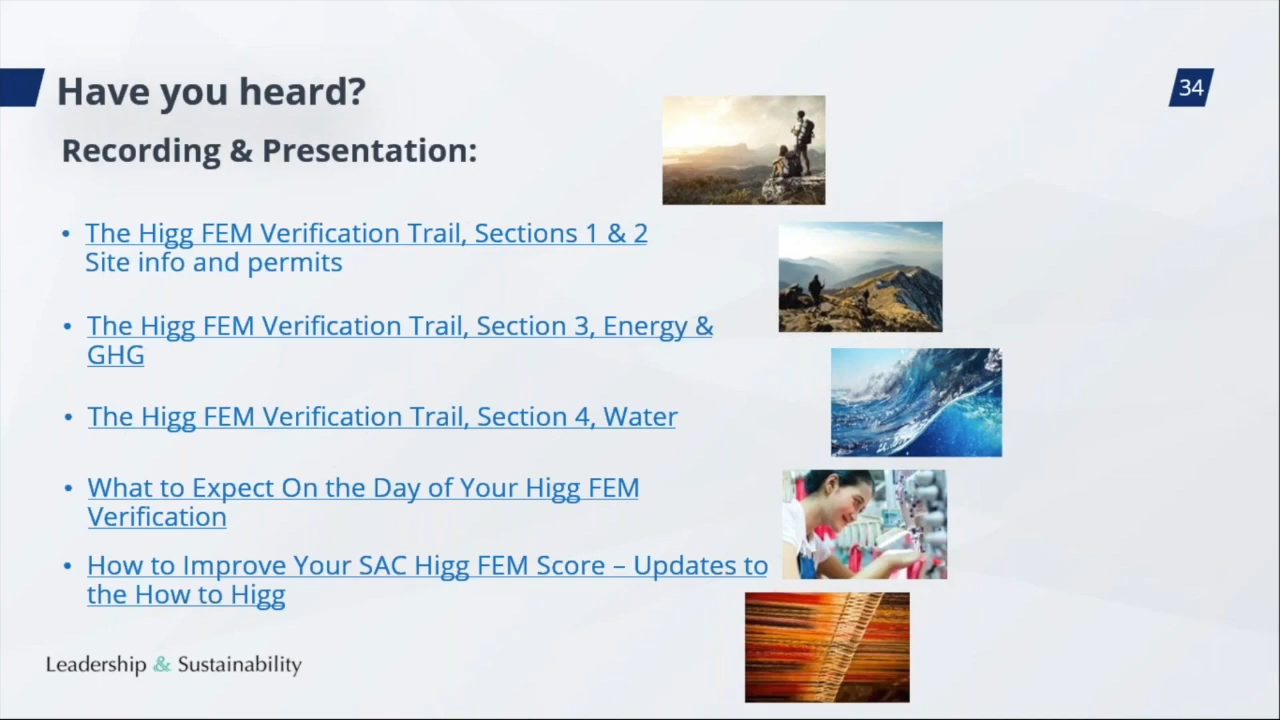 Have you heard?
34
Recording & Presentation:
• The Higg FEM Verification Trail, Sections 1 & 2
Site info and permits
• The Higg FEM Verification Trail, Section 3, Energy &
GHG
• The Higg FEM Verification Trail, Section 4, Water
• What to Expect On the Day of Your Higg FEM
Verification
• How to Improve Your SAC Higg FEM Score – Updates to
the How to Higg
Leadership & Sustainability